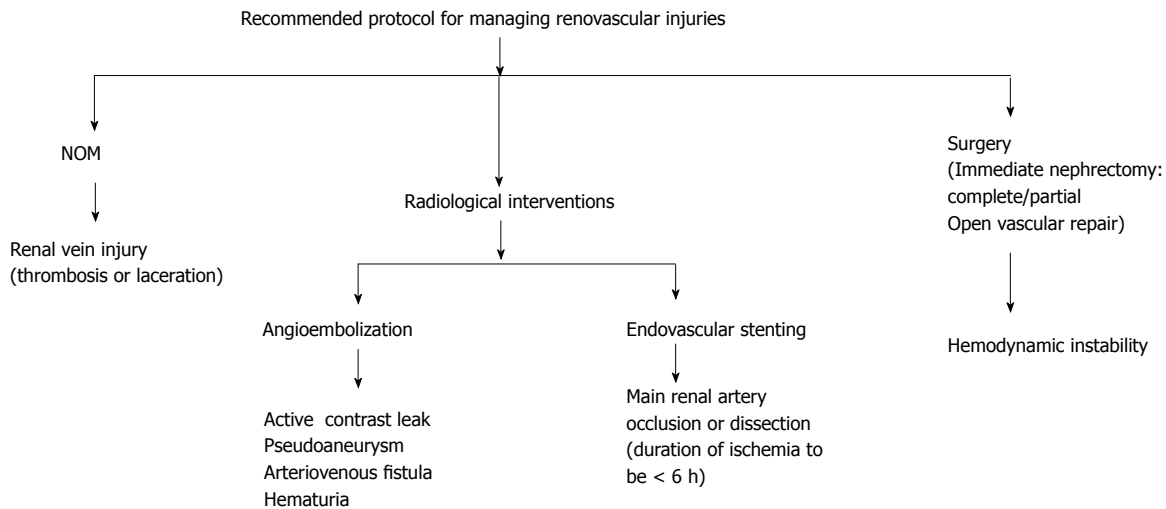 Recommended protocol for managing renovascular injuries
NOM
Renal vein injury
(thrombosis or laceration)
Radiological interventions
Angioembolization
Active contrast leak
Pseudoaneurysm
Arteriovenous fistula
Hematuria
Endovascular stenting
Main renal artery
occlusion or dissection
(duration of ischemia to
be < 6 h)
Surgery
(Immediate nephrectomy:
complete/partial
Open vascular repair)
Hemodynamic instability